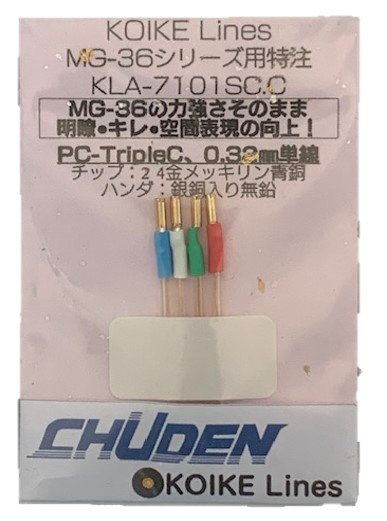 KOIKE Lines
MG-36シリーズ用特注
KLA-7101SC.C
MG-36の力強さそのまま
明瞭•キレ•空間表現の向上！
PC-TripleC、0.32mm単線
チップ：24金メッキリン青銅
ハンダ：銀銅入り無鉛
CHUDEN
KOIKE Lines